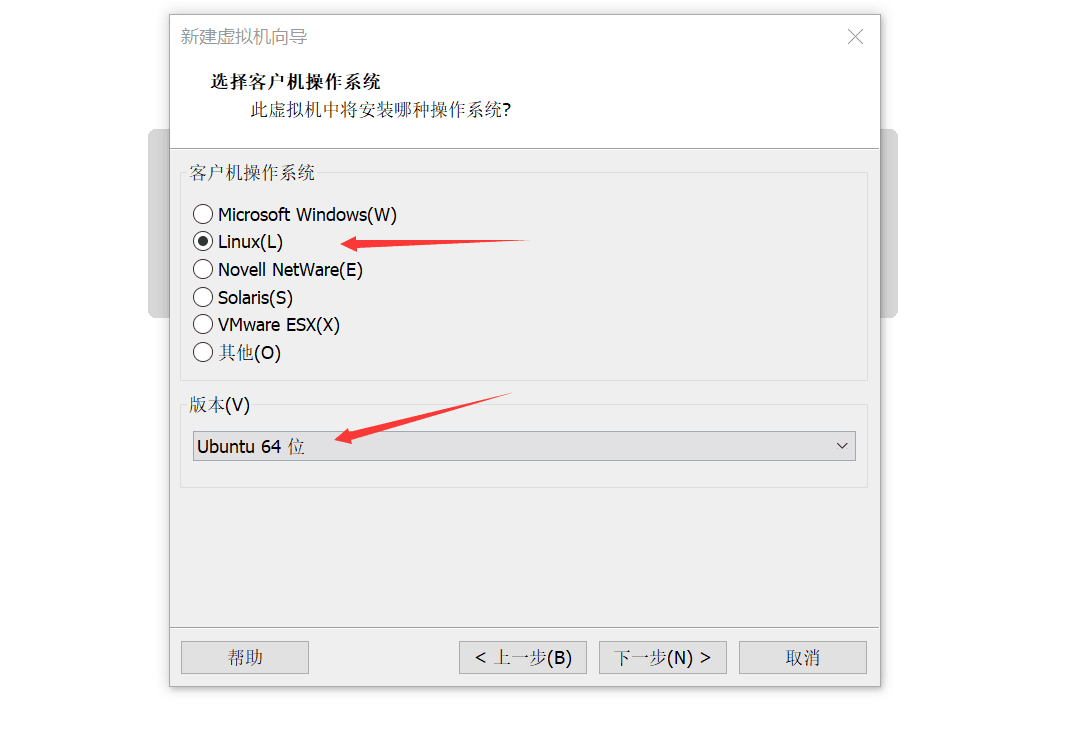 新建虚拟机向导
选择客户机操作系统
此虚拟机中将安装哪种操作系统?
客户机操作系统
Microsoft Windows(W)
Linux(L)
Novell NetWare(E)
Solaris(S)
VMware ESX(X)
其他(O)
版本(V)
Ubuntu 64 位
帮助
< 上一步(B)
下一步(N) >
取消